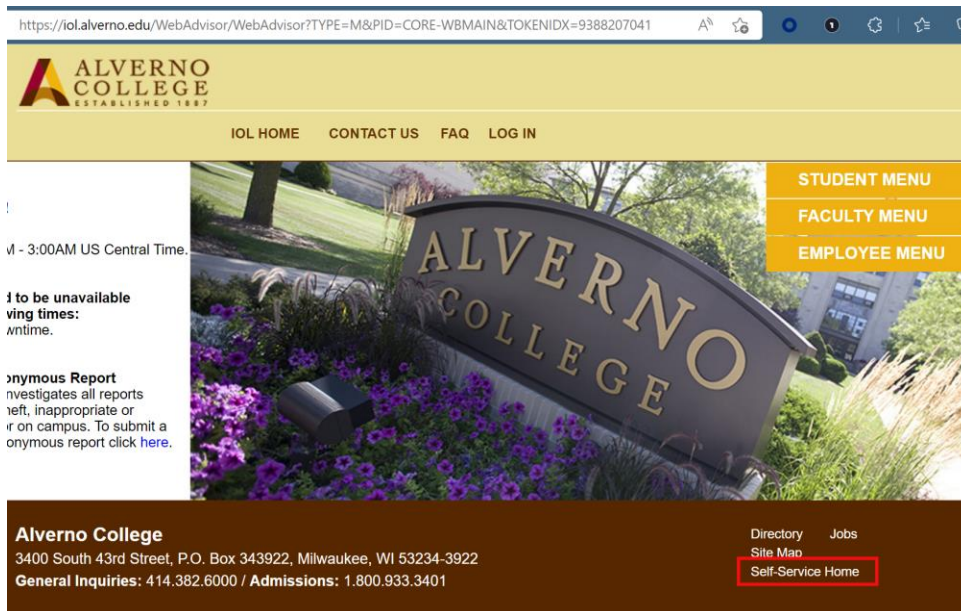 https://iol.alverno.edu/WebAdvisor/WebAdvisor?TYPE=M&PID=CORE-WBMAIN&TOKENIDX=9388207041
ALVERNO
COLLEGE
ESTABLISHED 1887
IOL HOME CONTACT US FAQ LOG IN
STUDENT MENU
FACULTY MENU
EMPLOYEE MENU
M - 3:00AM US Central Time.
d to be unavailable
wing times:
wntime.
onymous Report
nvestigates all reports
heft, inappropriate or
or on campus. To submit a
onymous report click here.
ALVERNO
COLLEGE
Alverno College
3400 South 43rd Street, P.O. Box 343922, Milwaukee, WI 53234-3922
General Inquiries: 414.382.6000 / Admissions: 1.800.933.3401
Directory Jobs
Site Map
Self-Service Home